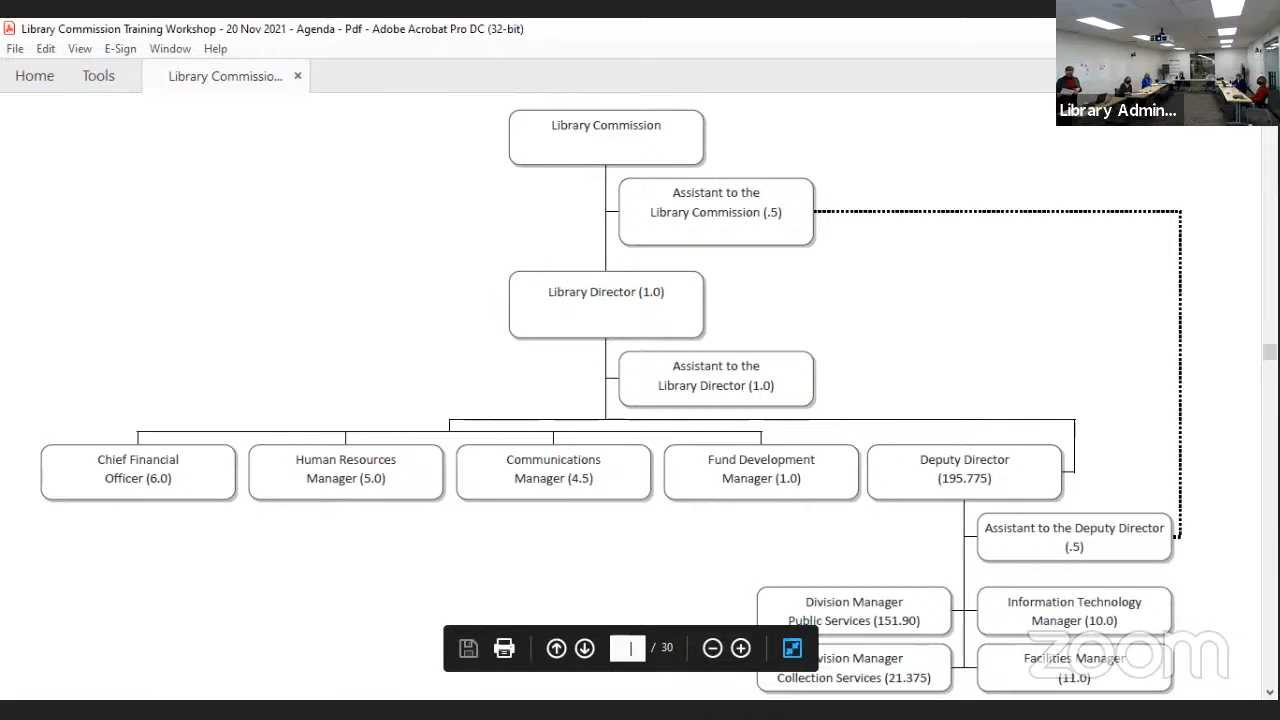 Library Commission Training Workshop - 20 Nov 2021 - Agenda - Pdf - Adobe Acrobat Pro DC (32-bit)
File Edit View E-Sign Window Help
Home Tools Library Commissio... ×
Library Admin...
Library Commission
Assistant to the
Library Commission (.5)
Library Director (1.0)
Assistant to the
Library Director (1.0)
Chief Financial
Officer (6.0)
Human Resources
Manager (5.0)
Communications
Manager (4.5)
Fund Development
Manager (1.0)
Deputy Director
(195.775)
Assistant to the Deputy Director
(.5)
Division Manager
Public Services (151.90)
Information Technology
Manager (10.0)
Manager
Collection Services (21.375)
Facilities Manager
(11.0)
/ 30
zoom